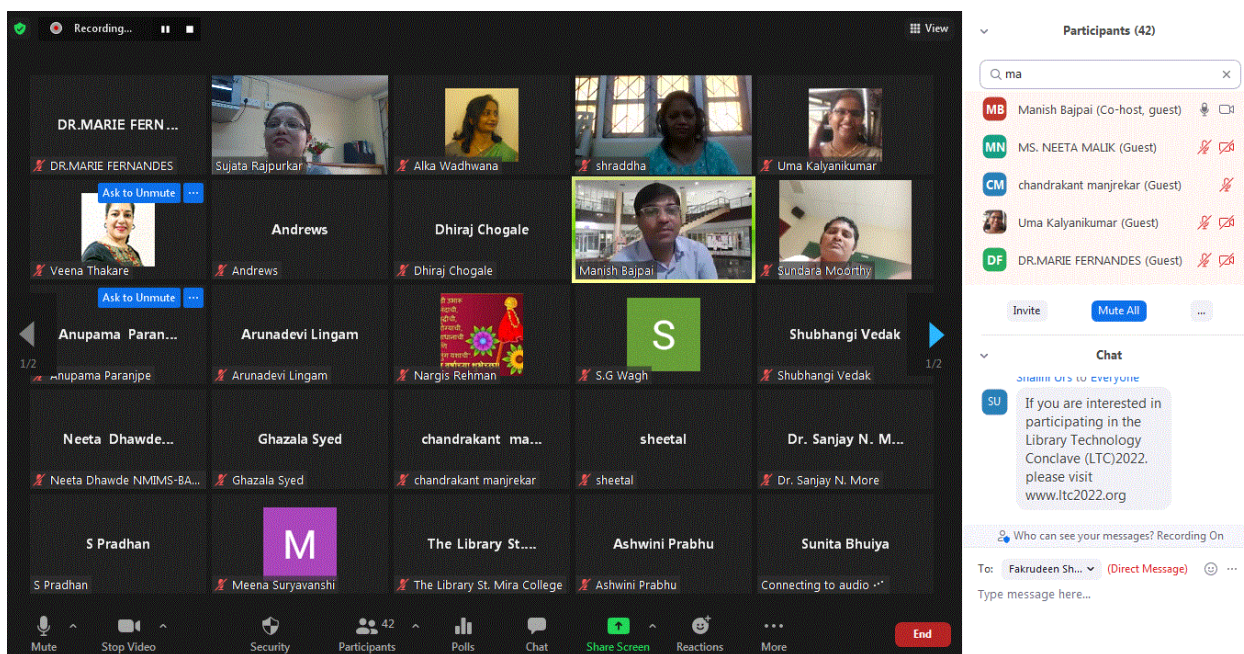 Recording...
View
DR.MARIE FERN...
DR.MARIE FERNANDES
Sujata Rajpurkar
Alka Wadhwana
shraddha
Uma Kalyanikumar
Ask to Unmute
...
Veena Thakare
Andrews
Andrews
Dhiraj Chogale
Dhiraj Chogale
Manish Bajpai
Sundara Moorthy
Ask to Unmute
...
1/2
Anupama Paran...
Anupama Paranjpe
Arunadevi Lingam
Arunadevi Lingam
Nargis Rehman
S
S.G Wagh
Shubhangi Vedak
Shubhangi Vedak
1/2
Neeta Dhawde...
Neeta Dhawde NMIMS-BA...
Ghazala Syed
Ghazala Syed
chandrakant ma...
chandrakant manjrekar
sheetal
sheetal
Dr. Sanjay N. M...
Dr. Sanjay N. More
S Pradhan
S Pradhan
M
Meena Suryavanshi
The Library St....
The Library St. Mira College
Ashwini Prabhu
Ashwini Prabhu
Sunita Bhuiya
Connecting to audio
Mute
Stop Video
Security
42
Participants
Polls
Chat
Share Screen
Reactions
More
End
Participants (42)
ma
MB Manish Bajpai (Co-host, guest)
MN MS. NEETA MALIK (Guest)
CM chandrakant manjrekar (Guest)
Uma Kalyanikumar (Guest)
DF DR.MARIE FERNANDES (Guest)
Invite
Mute All
...
Chat
Shalini Urs to Everyone
SU
If you are interested in
participating in the
Library Technology
Conclave (LTC)2022.
please visit
www.ltc2022.org
Who can see your messages? Recording On
To: Fakrudeen Sh... (Direct Message)
Type message here...